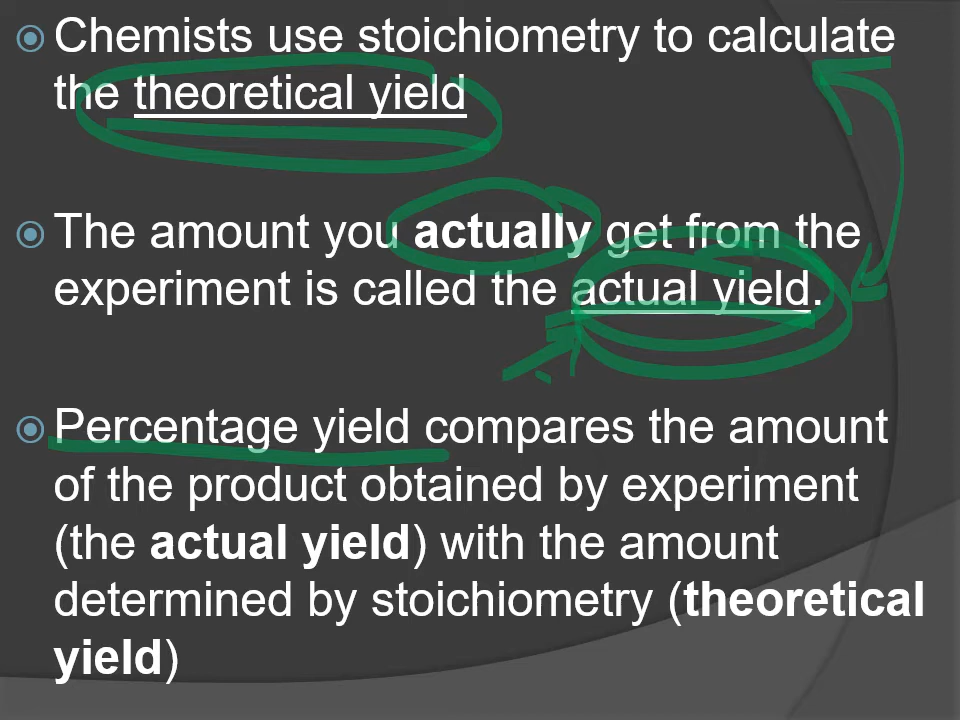 Chemists use stoichiometry to calculate
the theoretical yield
The amount you actually get from the
experiment is called the actual yield.
Percentage yield compares the amount
of the product obtained by experiment
(the actual yield) with the amount
determined by stoichiometry (theoretical
yield)